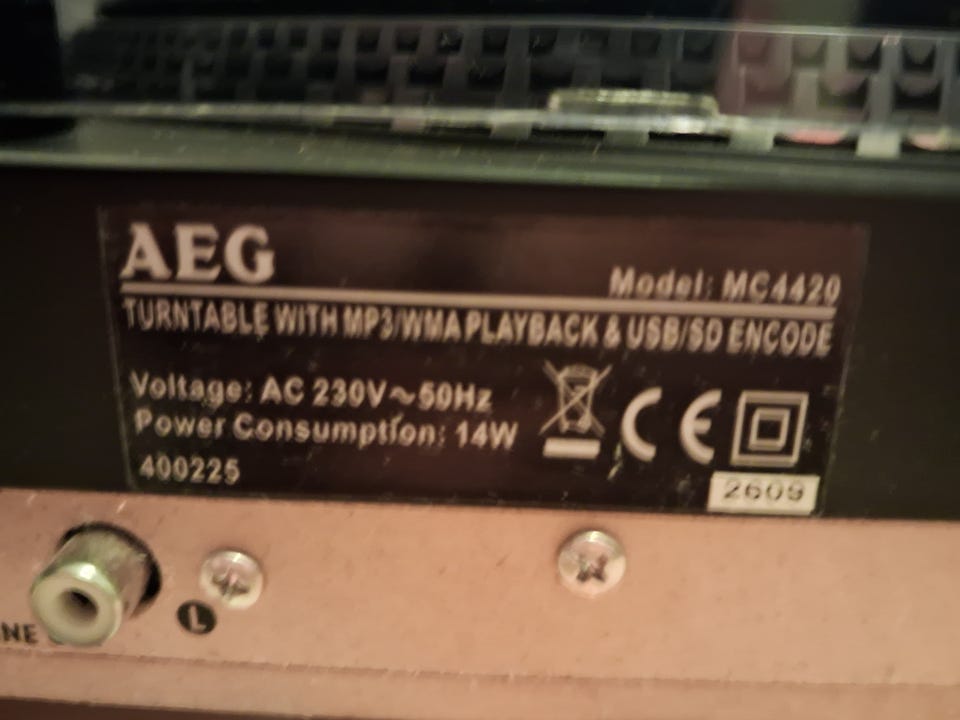 AEG
Model: MC4420
TURNTABLE WITH MP3/WMA PLAYBACK & USB/SD ENCODE
Voltage: AC 230V~50Hz
Power Consumption: 14W
CE
400225
2609
L